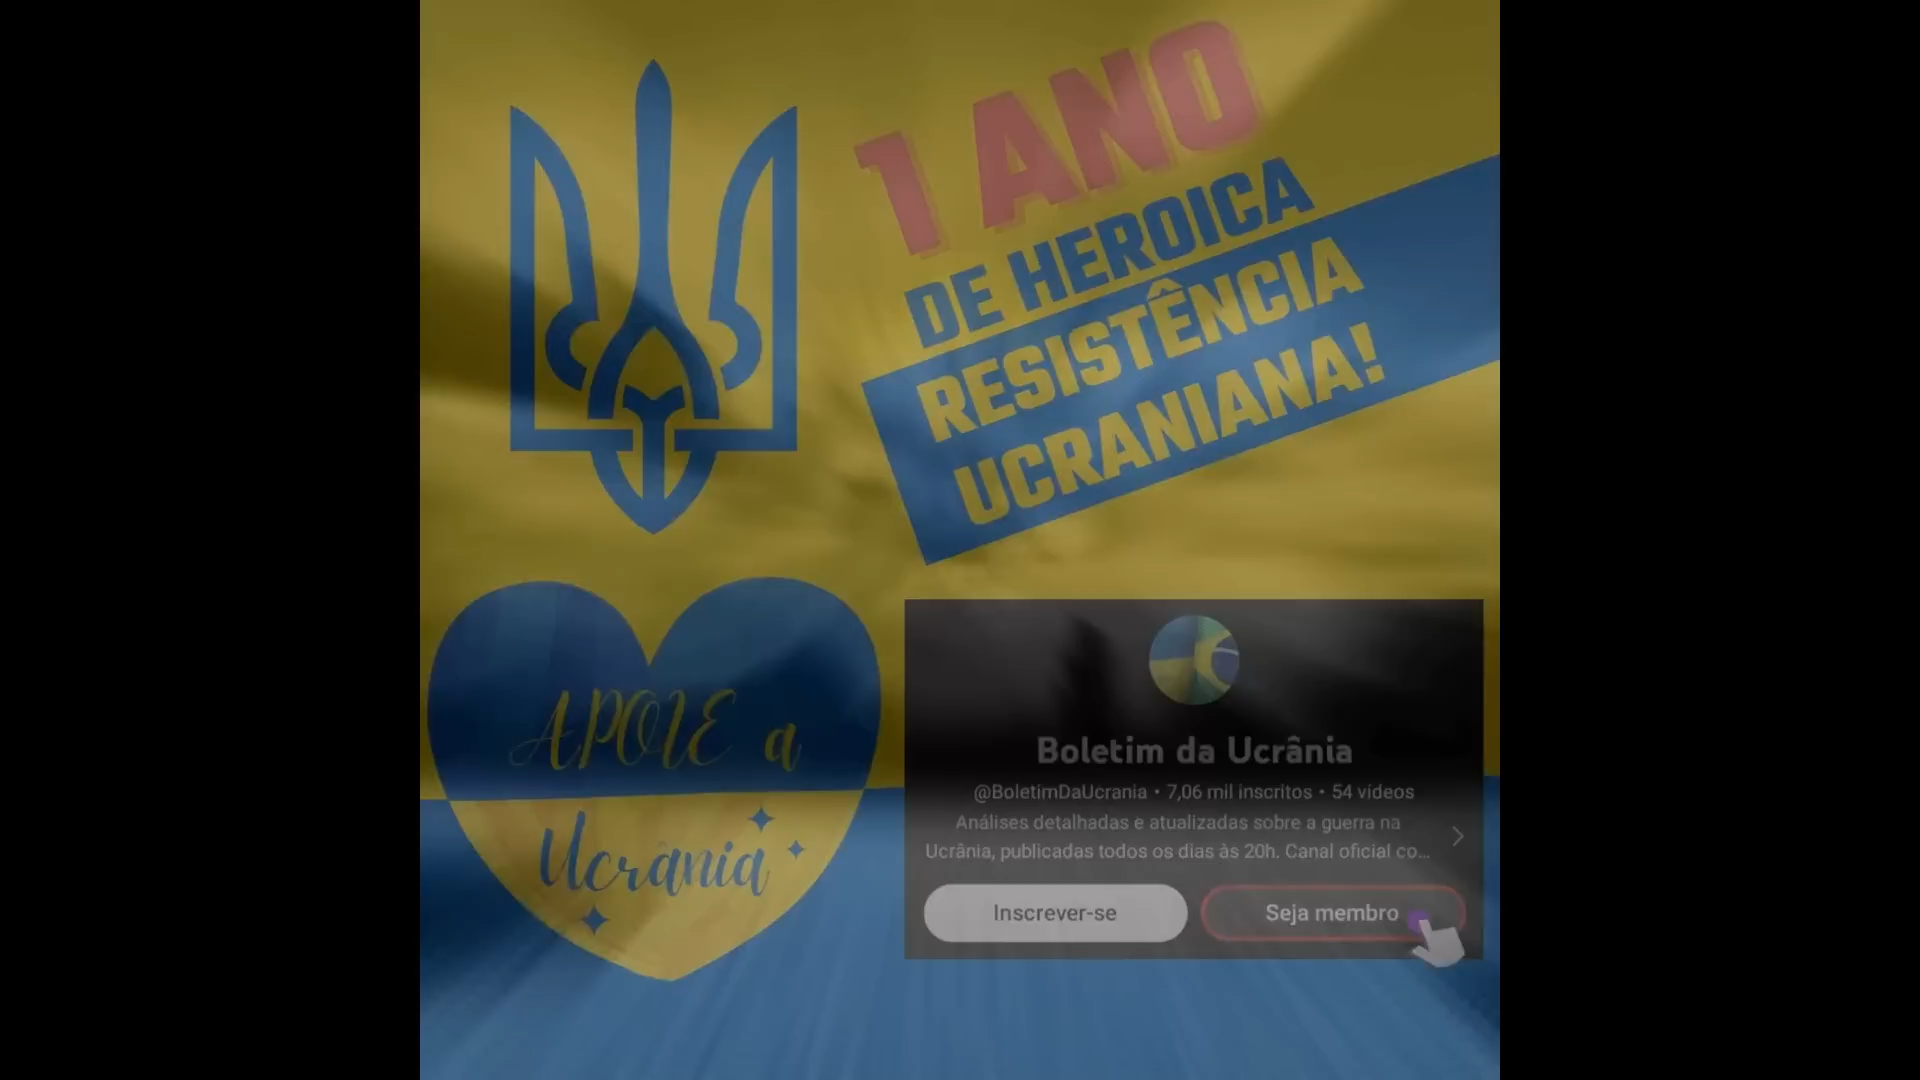 1 ANO
DE HEROICA
RESISTÊNCIA
UCRANIANA!
APOIE a
Ucrânia
Boletim da Ucrânia
@BoletimDaUcrania • 7,06 mil inscritos • 54 vídeos
Análises detalhadas e atualizadas sobre a guerra na
Ucrânia, publicadas todos os dias às 20h. Canal oficial co...
Inscrever-se
Seja membro